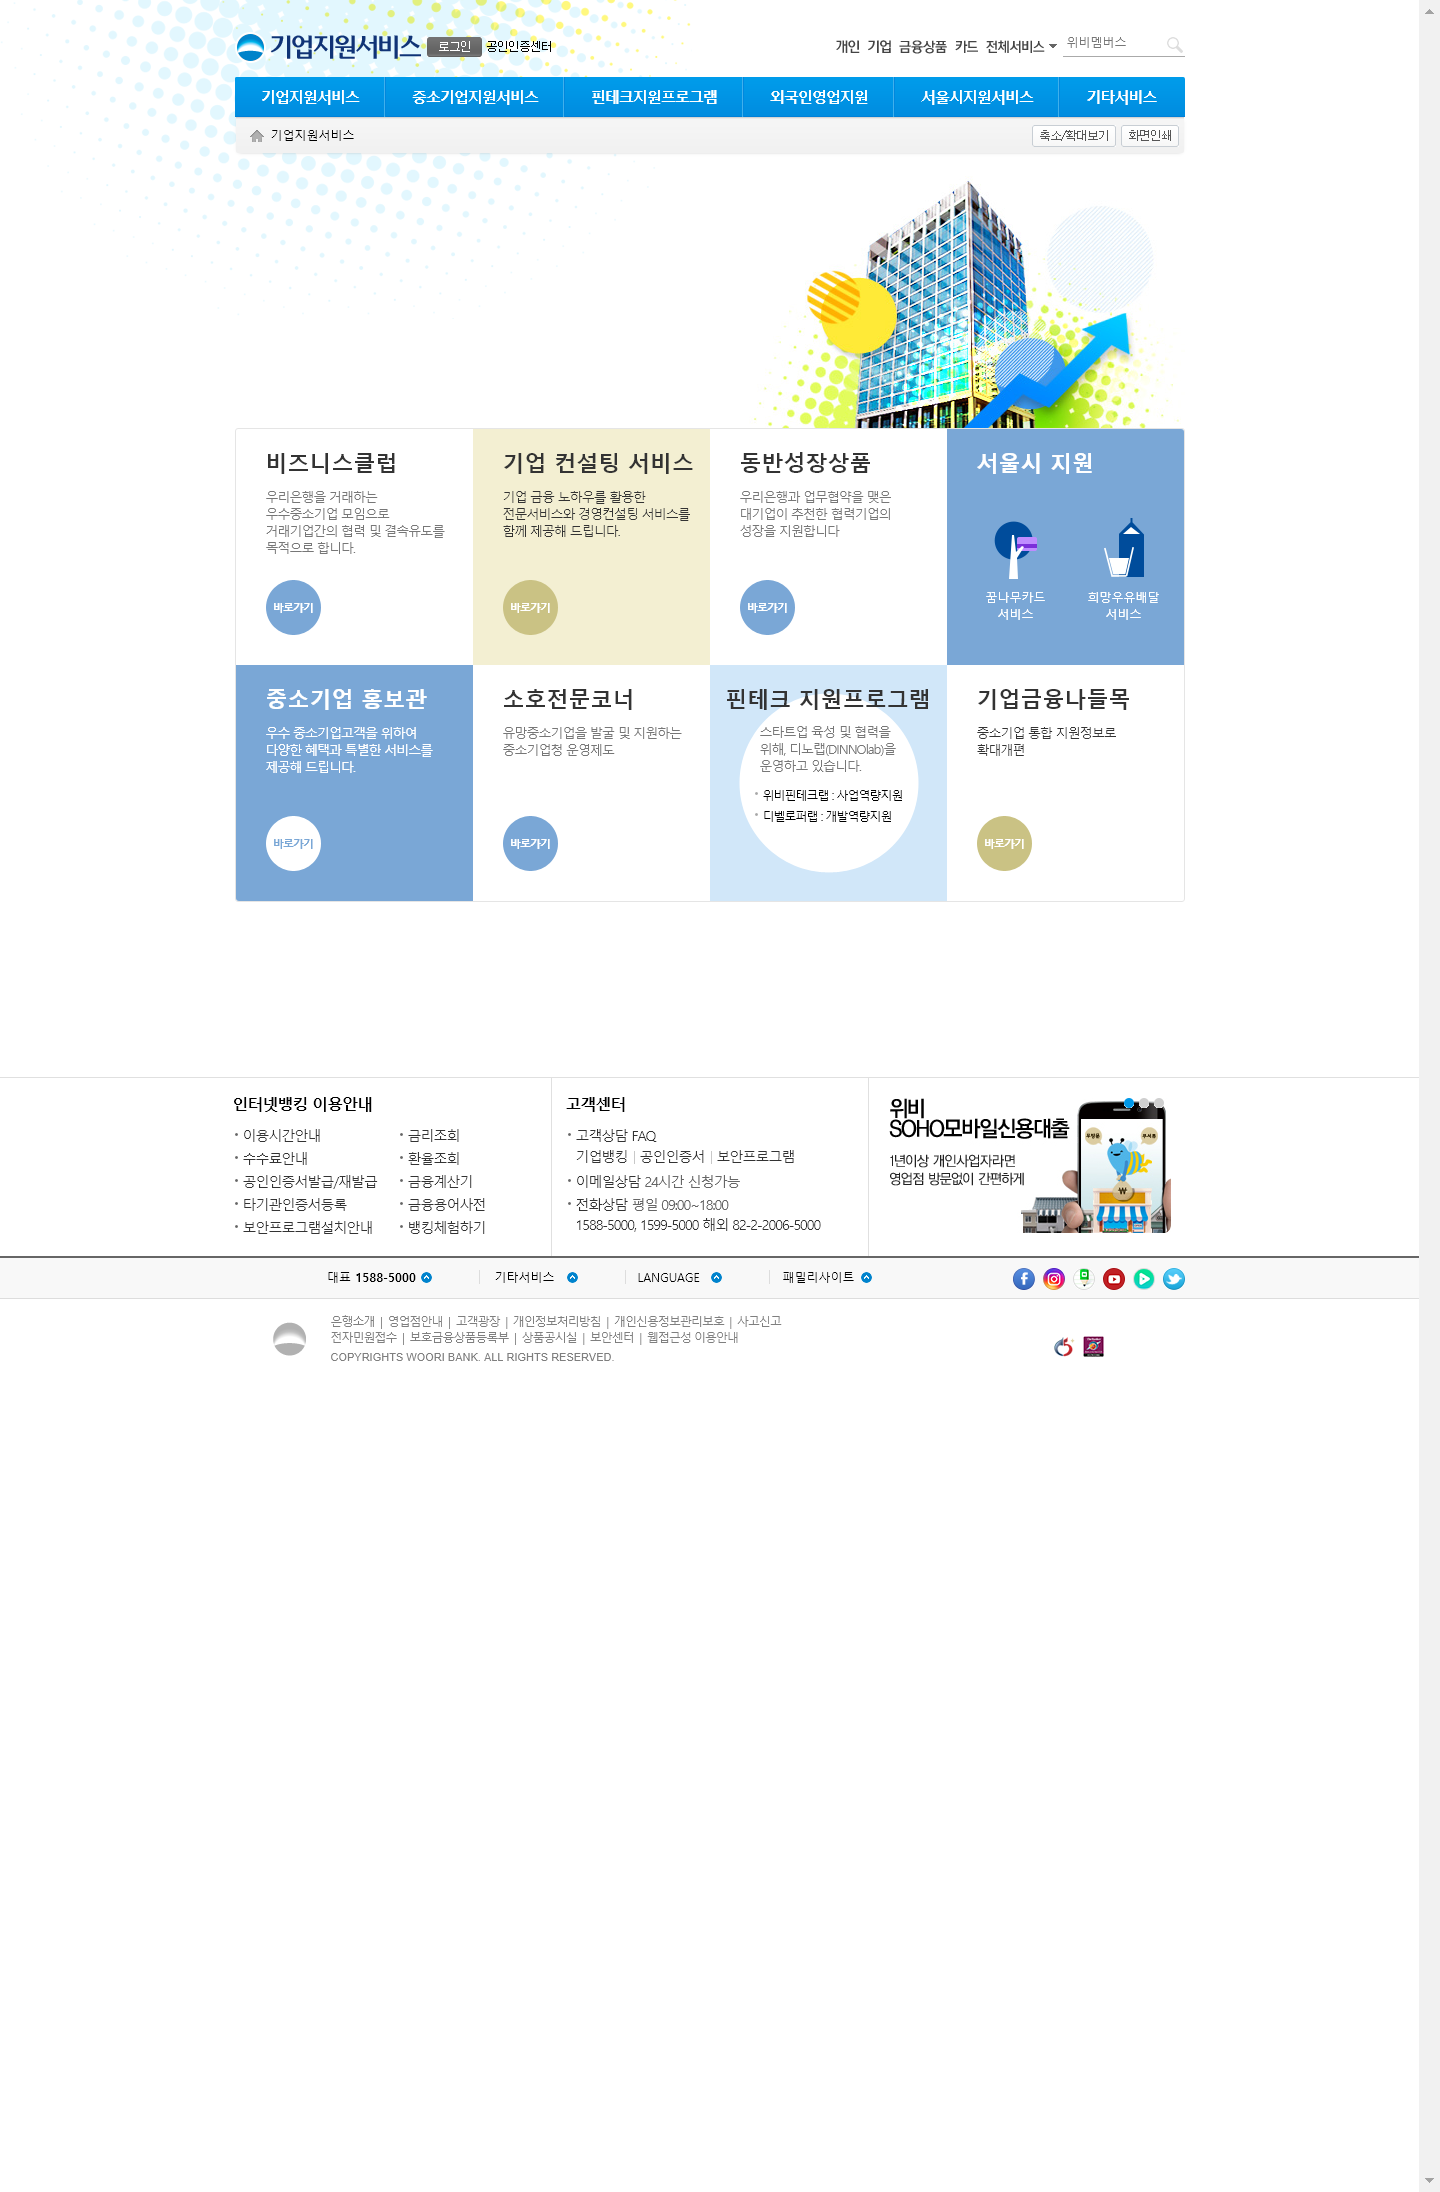 기업지원서비스 로그인 공인인증센터 개인 기업 금융상품 카드 전체서비스 위비멤버스
기업지원서비스 중소기업지원서비스 핀테크지원프로그램 외국인영업지원 서울시지원서비스 기타서비스
기업지원서비스 축소/확대보기 화면인쇄
비즈니스클럽
우리은행을 거래하는
우수중소기업 모임으로
거래기업간의 협력 및 결속유도를
목적으로 합니다.
바로가기
기업 컨설팅 서비스
기업 금융 노하우를 활용한
전문서비스와 경영컨설팅 서비스를
함께 제공해 드립니다.
바로가기
동반성장상품
우리은행과 업무협약을 맺은
대기업이 추천한 협력기업의
성장을 지원합니다
바로가기
서울시 지원
꿈나무카드
서비스
희망우유배달
서비스
중소기업 홍보관
우수 중소기업고객을 위하여
다양한 혜택과 특별한 서비스를
제공해 드립니다.
바로가기
소호전문코너
유망중소기업을 발굴 및 지원하는
중소기업청 운영제도
바로가기
핀테크 지원프로그램
스타트업 육성 및 협력을
위해, 디노랩(DINNOlab)을
운영하고 있습니다.
· 위비핀테크랩 : 사업역량지원
· 디벨로퍼랩 : 개발역량지원
기업금융나들목
중소기업 통합 지원정보로
확대개편
바로가기
인터넷뱅킹 이용안내
· 이용시간안내
· 수수료안내
· 공인인증서발급/재발급
· 타기관인증서등록
· 보안프로그램설치안내
· 금리조회
· 환율조회
· 금융계산기
· 금융용어사전
· 뱅킹체험하기
고객센터
· 고객상담 FAQ
기업뱅킹 | 공인인증서 | 보안프로그램
· 이메일상담 24시간 신청가능
· 전화상담 평일 09:00~18:00
1588-5000, 1599-5000 해외 82-2-2006-5000
위비
SOHO모바일신용대출
1년이상 개인사업자라면
영업점 방문없이 간편하게
대표 1588-5000 기타서비스 LANGUAGE 패밀리사이트
은행소개 | 영업점안내 | 고객광장 | 개인정보처리방침 | 개인신용정보관리보호 | 사고신고
전자민원접수 | 보호금융상품등록부 | 상품공시실 | 보안센터 | 웹접근성 이용안내
COPYRIGHTS WOORI BANK. ALL RIGHTS RESERVED.